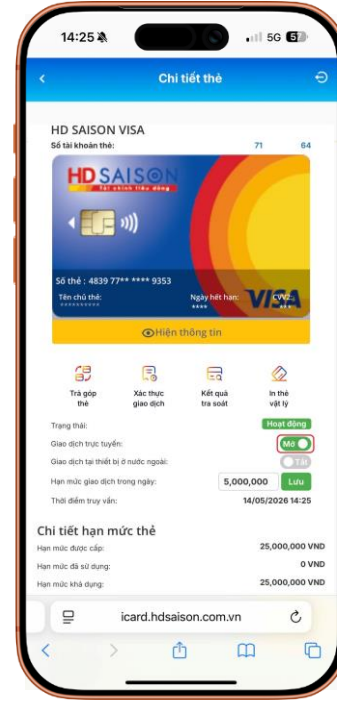 14:25
5G 57
Chi tiết thẻ
HD SAISON VISA
Số tài khoản thẻ: 71 64
HD SAISON
Tài chính tiêu dùng
Số thẻ : 4839 77** **** 9353
Tên chủ thẻ: Ngày hết hạn: CVV2:
********** **** ***
VISA
Hiện thông tin
Trả góp thẻ
Xác thực giao dịch
Kết quả tra soát
In thẻ vật lý
Trạng thái: Hoạt động
Giao dịch trực tuyến: Mở
Giao dịch tại thiết bị ở nước ngoài: Tắt
Hạn mức giao dịch trong ngày: 5,000,000 Lưu
Thời điểm truy vấn: 14/05/2026 14:25
Chi tiết hạn mức thẻ
Hạn mức được cấp: 25,000,000 VND
Hạn mức đã sử dụng: 0 VND
Hạn mức khả dụng: 25,000,000 VND
icard.hdsaison.com.vn